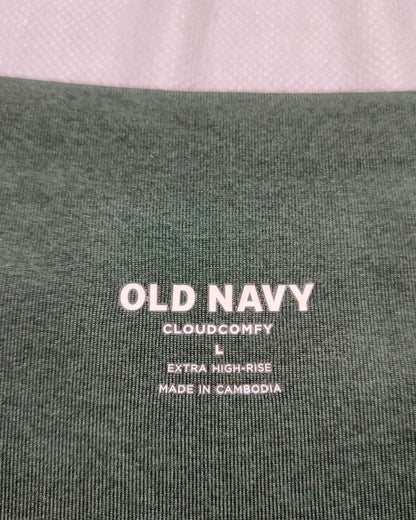 OLD NAVY
CLOUDCOMFY
L
EXTRA HIGH-RISE
MADE IN CAMBODIA